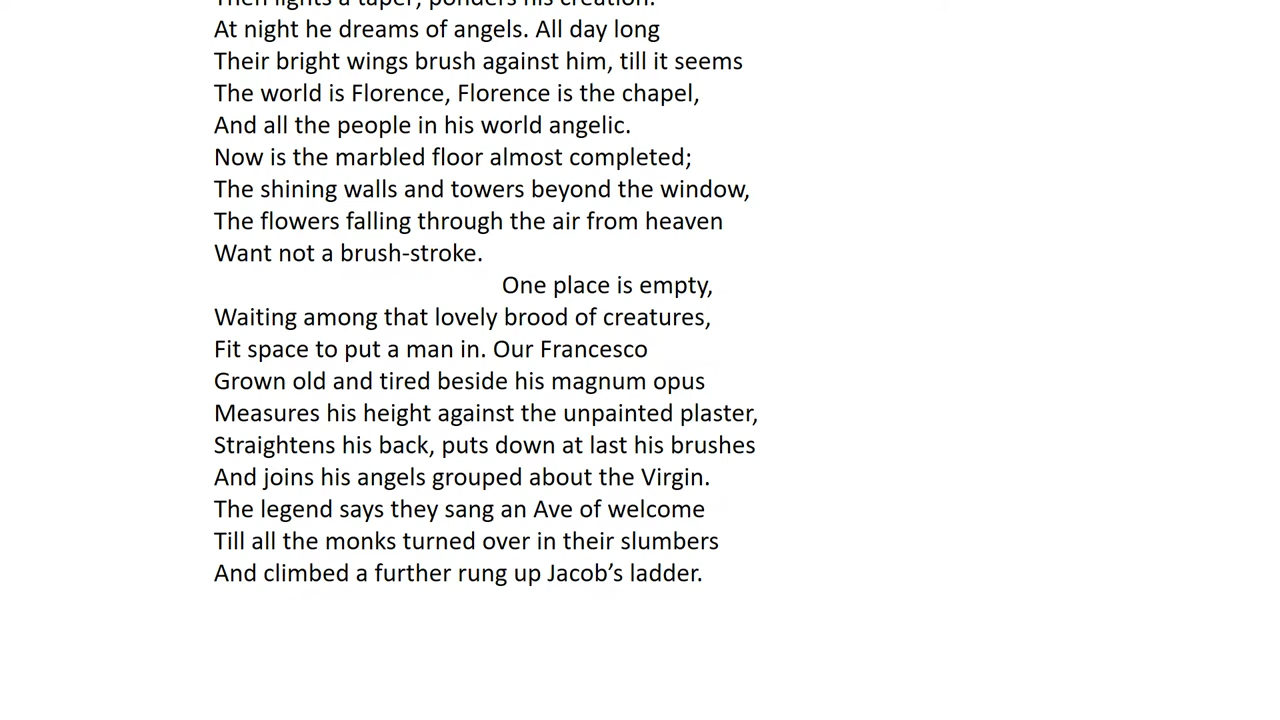 Then lights a taper, ponders his creation.
At night he dreams of angels. All day long
Their bright wings brush against him, till it seems
The world is Florence, Florence is the chapel,
And all the people in his world angelic.
Now is the marbled floor almost completed;
The shining walls and towers beyond the window,
The flowers falling through the air from heaven
Want not a brush-stroke.
One place is empty,
Waiting among that lovely brood of creatures,
Fit space to put a man in. Our Francesco
Grown old and tired beside his magnum opus
Measures his height against the unpainted plaster,
Straightens his back, puts down at last his brushes
And joins his angels grouped about the Virgin.
The legend says they sang an Ave of welcome
Till all the monks turned over in their slumbers
And climbed a further rung up Jacob’s ladder.